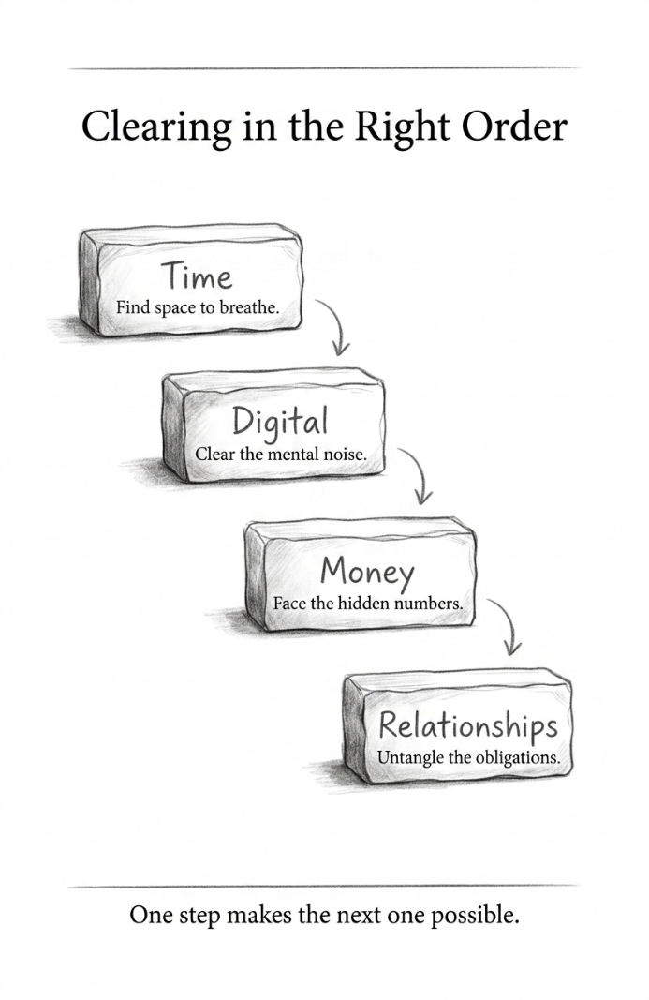 Clearing in the Right Order
Time
Find space to breathe.
Digital
Clear the mental noise.
Money
Face the hidden numbers.
Relationships
Untangle the obligations.
One step makes the next one possible.